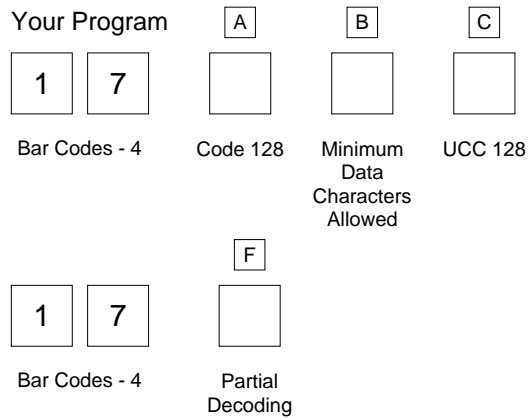 Your Program A B C
1 7
Bar Codes - 4 Code 128 Minimum UCC 128
Data
Characters
Allowed
F
1 7
Bar Codes - 4 Partial
Decoding